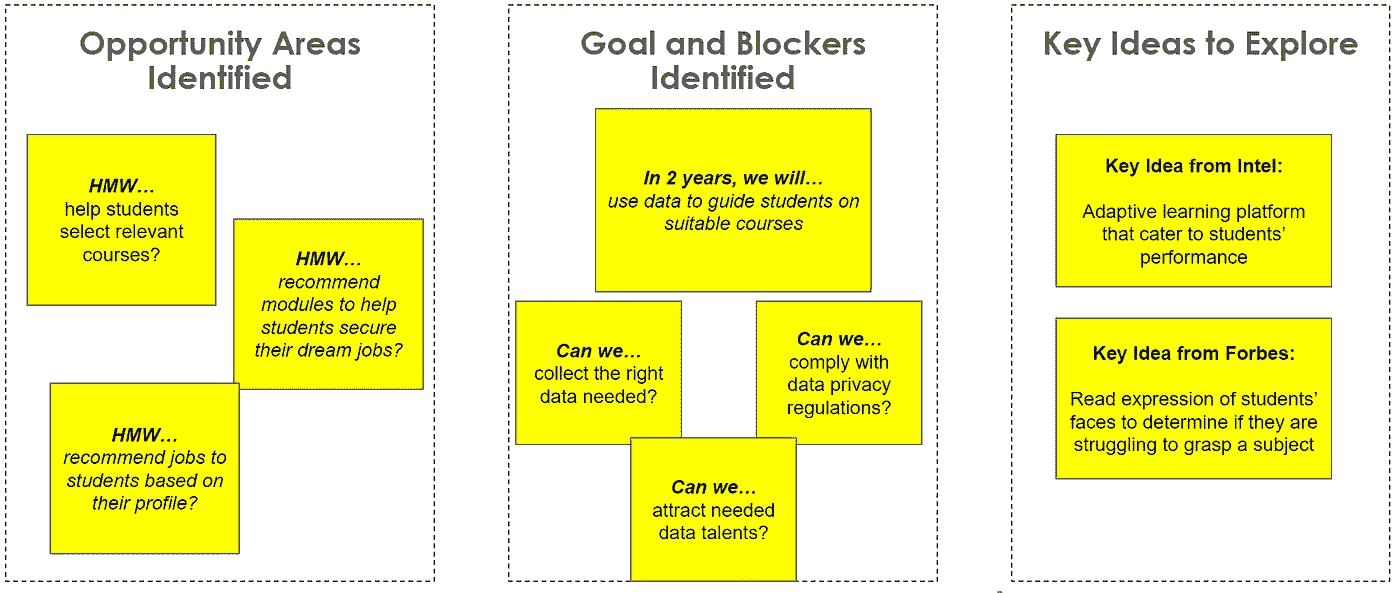 Opportunity Areas
Identified
HMW…
help students
select relevant
courses?
HMW…
recommend
modules to help
students secure
their dream jobs?
HMW…
recommend jobs to
students based on
their profile?
Goal and Blockers
Identified
In 2 years, we will…
use data to guide students on
suitable courses
Can we…
collect the right
data needed?
Can we…
comply with
data privacy
regulations?
Can we…
attract needed
data talents?
Key Ideas to Explore
Key Idea from Intel:
Adaptive learning platform
that cater to students’
performance
Key Idea from Forbes:
Read expression of students’
faces to determine if they are
struggling to grasp a subject